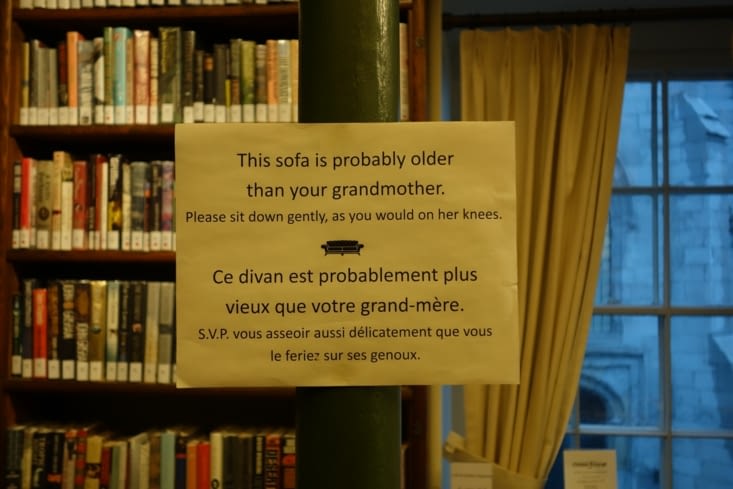 This sofa is probably older
than your grandmother.
Please sit down gently, as you would on her knees.
Ce divan est probablement plus
vieux que votre grand-mère.
S.V.P. vous asseoir aussi délicatement que vous
le feriez sur ses genoux.
DESERT